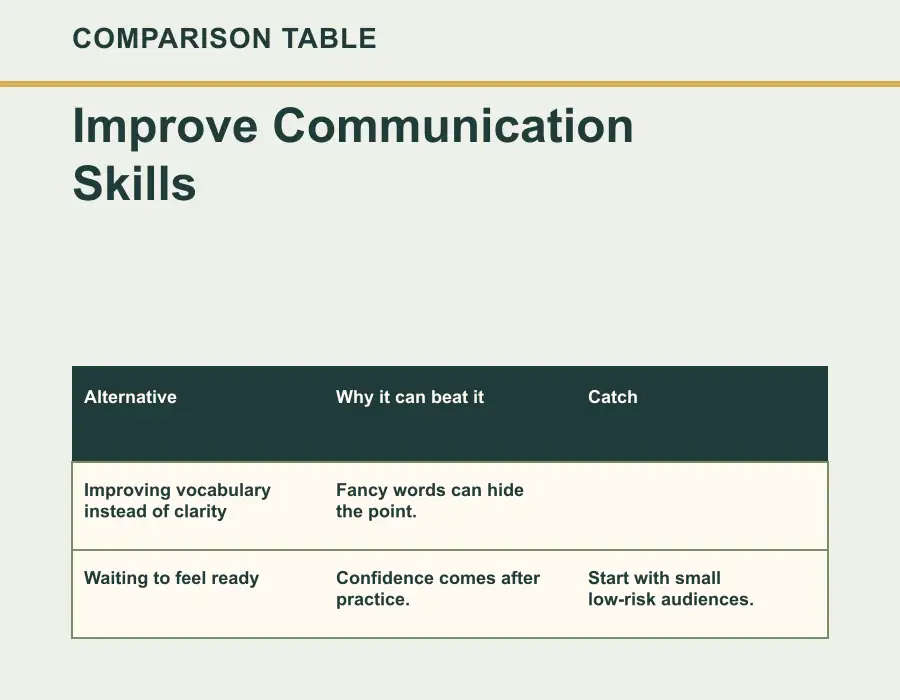 COMPARISON TABLE
Improve Communication
Skills
Alternative Why it can beat it Catch
Improving vocabulary Fancy words can hide
instead of clarity the point.
Waiting to feel ready Confidence comes after Start with small
practice. low-risk audiences.